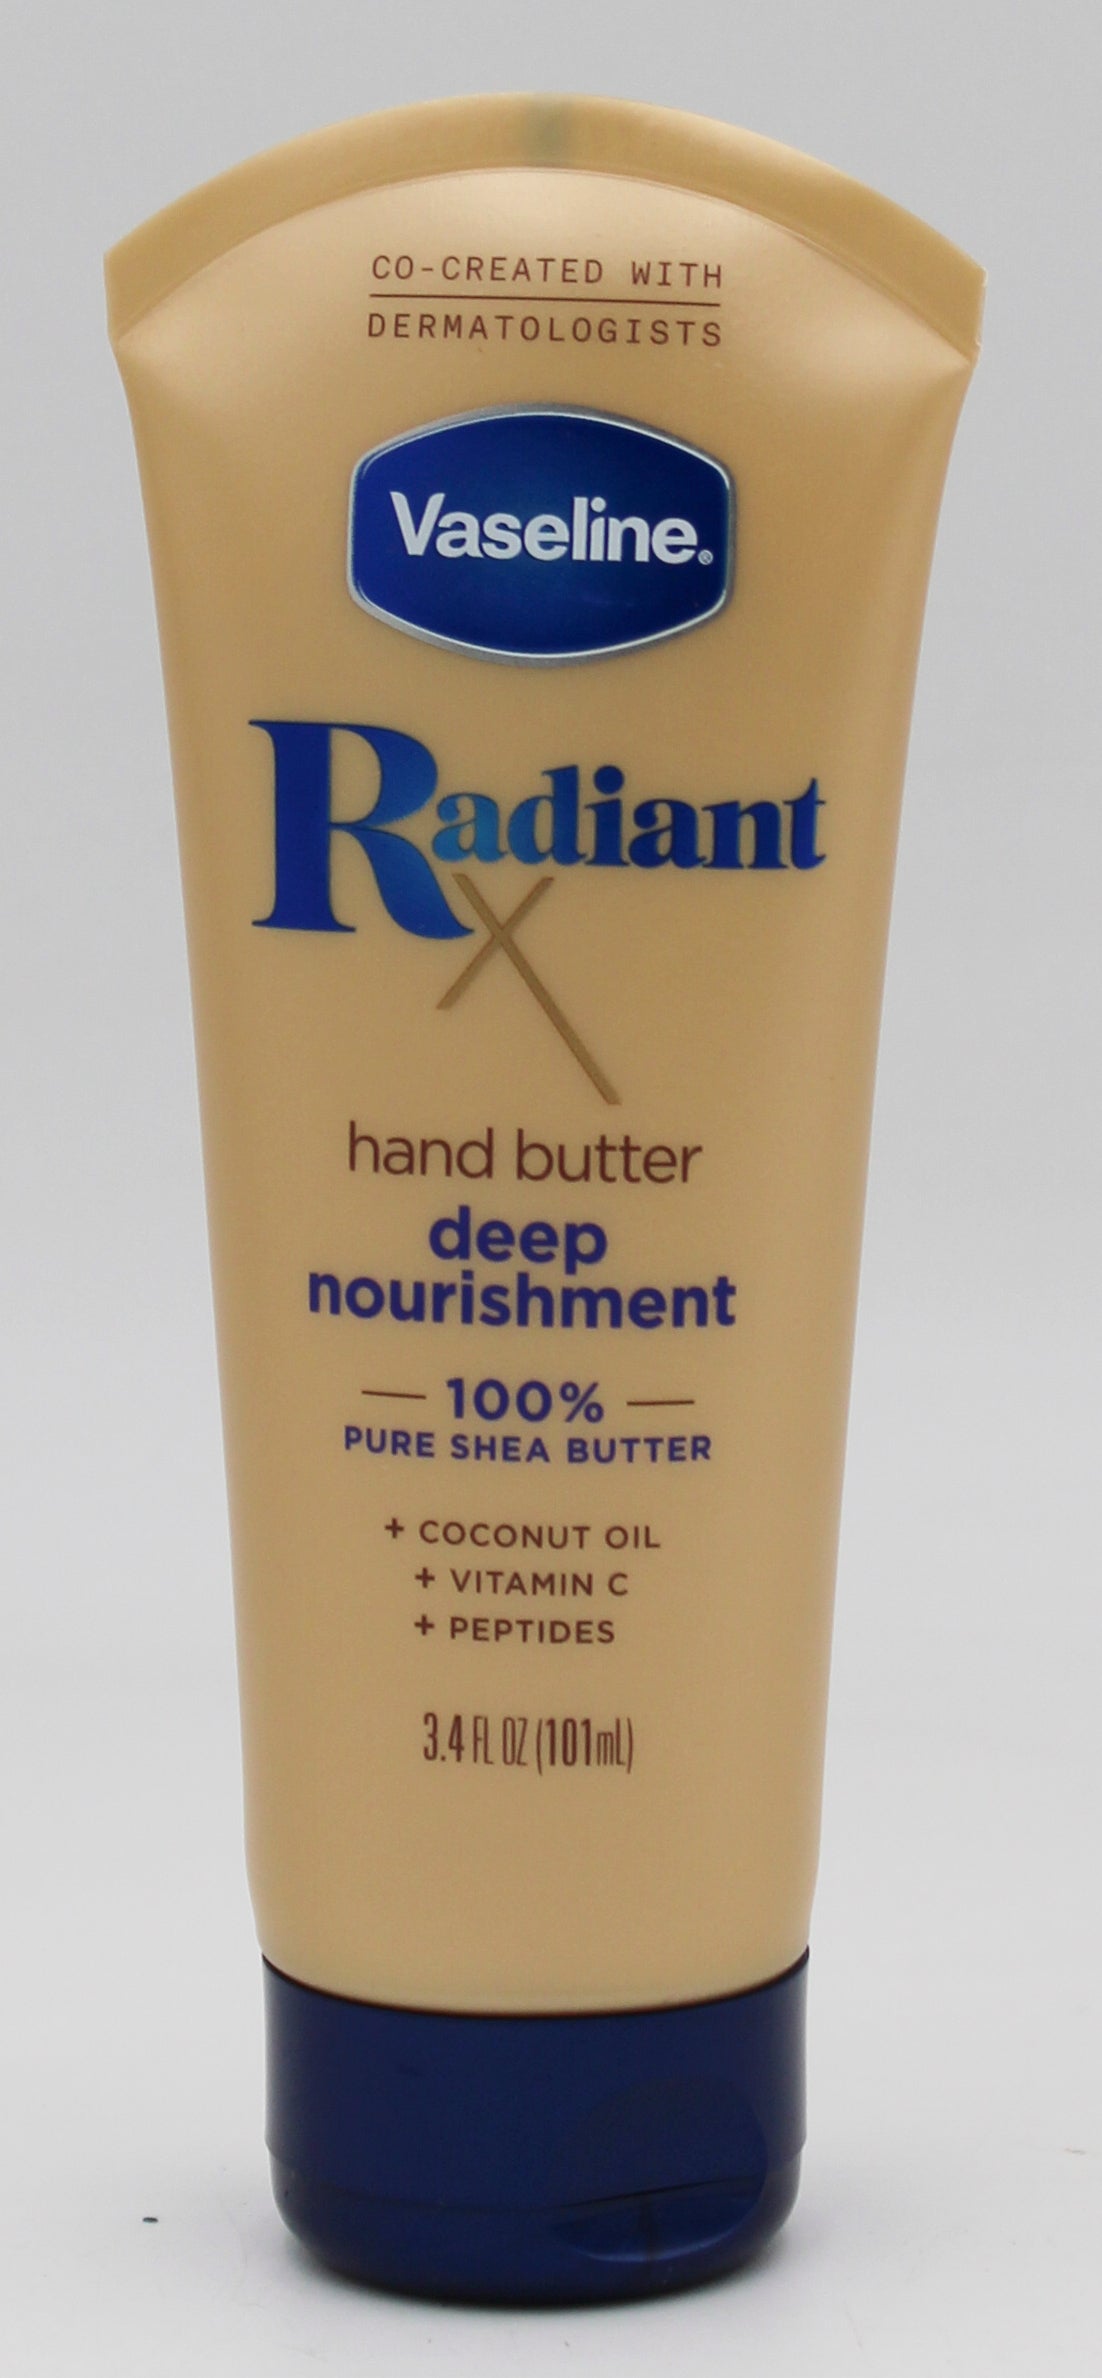 CO-CREATED WITH
DERMATOLOGISTS
Vaseline®
Radiant
X
hand butter
deep
nourishment
— 100% —
PURE SHEA BUTTER
+ COCONUT OIL
+ VITAMIN C
+ PEPTIDES
3.4 FL OZ (101mL)